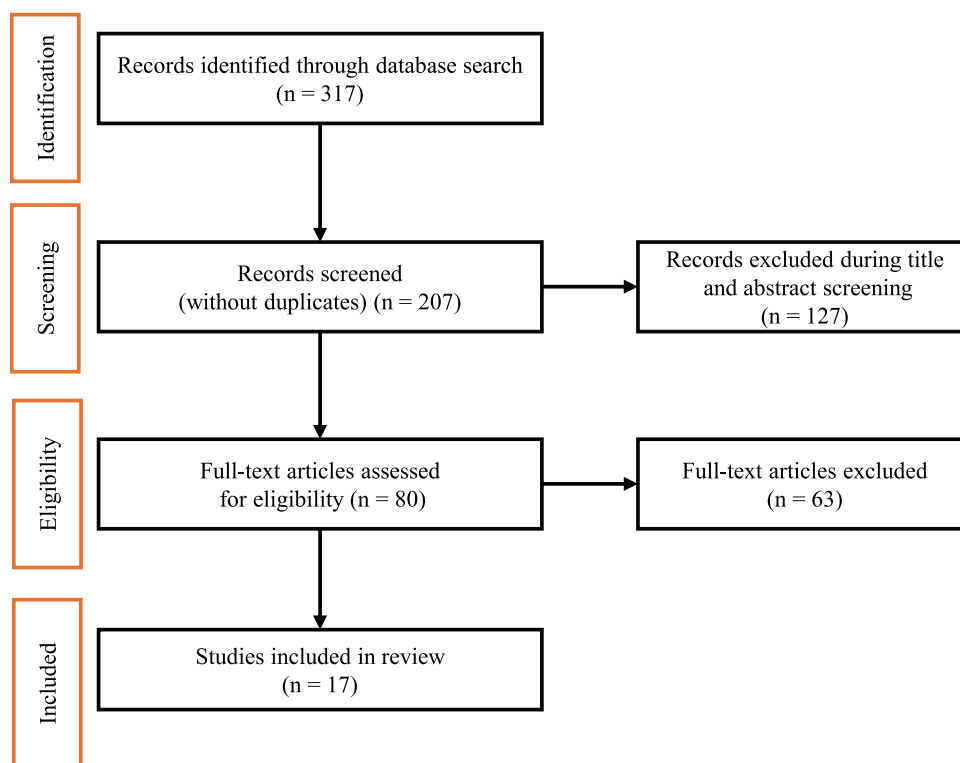 Identification
Records identified through database search
(n = 317)
Screening
Records screened
(without duplicates) (n = 207)
Records excluded during title
and abstract screening
(n = 127)
Eligibility
Full-text articles assessed
for eligibility (n = 80)
Full-text articles excluded
(n = 63)
Included
Studies included in review
(n = 17)